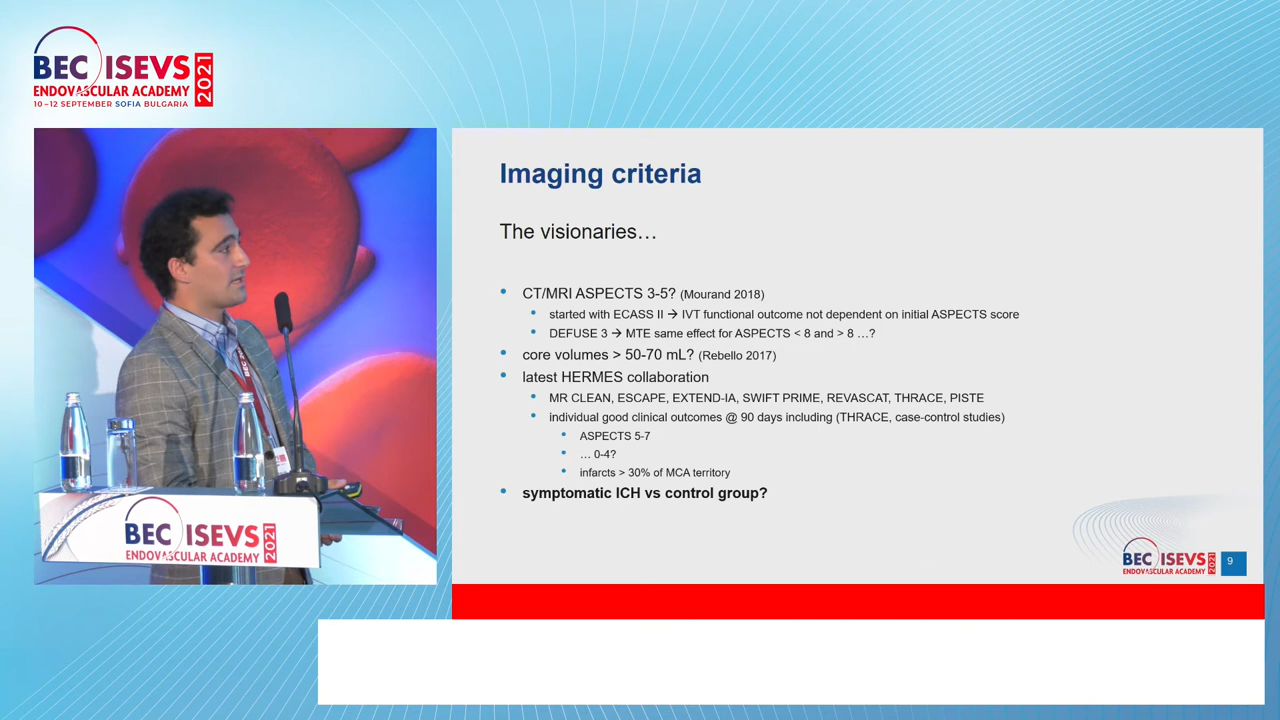 BEC ISEVS
ENDOVASCULAR ACADEMY
2021
10–12 SEPTEMBER SOFIA BULGARIA
Imaging criteria
The visionaries…
• CT/MRI ASPECTS 3-5? (Mourand 2018)
• started with ECASS II → IVT functional outcome not dependent on initial ASPECTS score
• DEFUSE 3 → MTE same effect for ASPECTS < 8 and > 8 …?
• core volumes > 50-70 mL? (Rebello 2017)
• latest HERMES collaboration
• MR CLEAN, ESCAPE, EXTEND-IA, SWIFT PRIME, REVASCAT, THRACE, PISTE
• individual good clinical outcomes @ 90 days including (THRACE, case-control studies)
• ASPECTS 5-7
• … 0-4?
• infarcts > 30% of MCA territory
• symptomatic ICH vs control group?
BEC ISEVS
ENDOVASCULAR ACADEMY
2021
9
BEC ISEVS
ENDOVASCULAR ACADEMY
2021